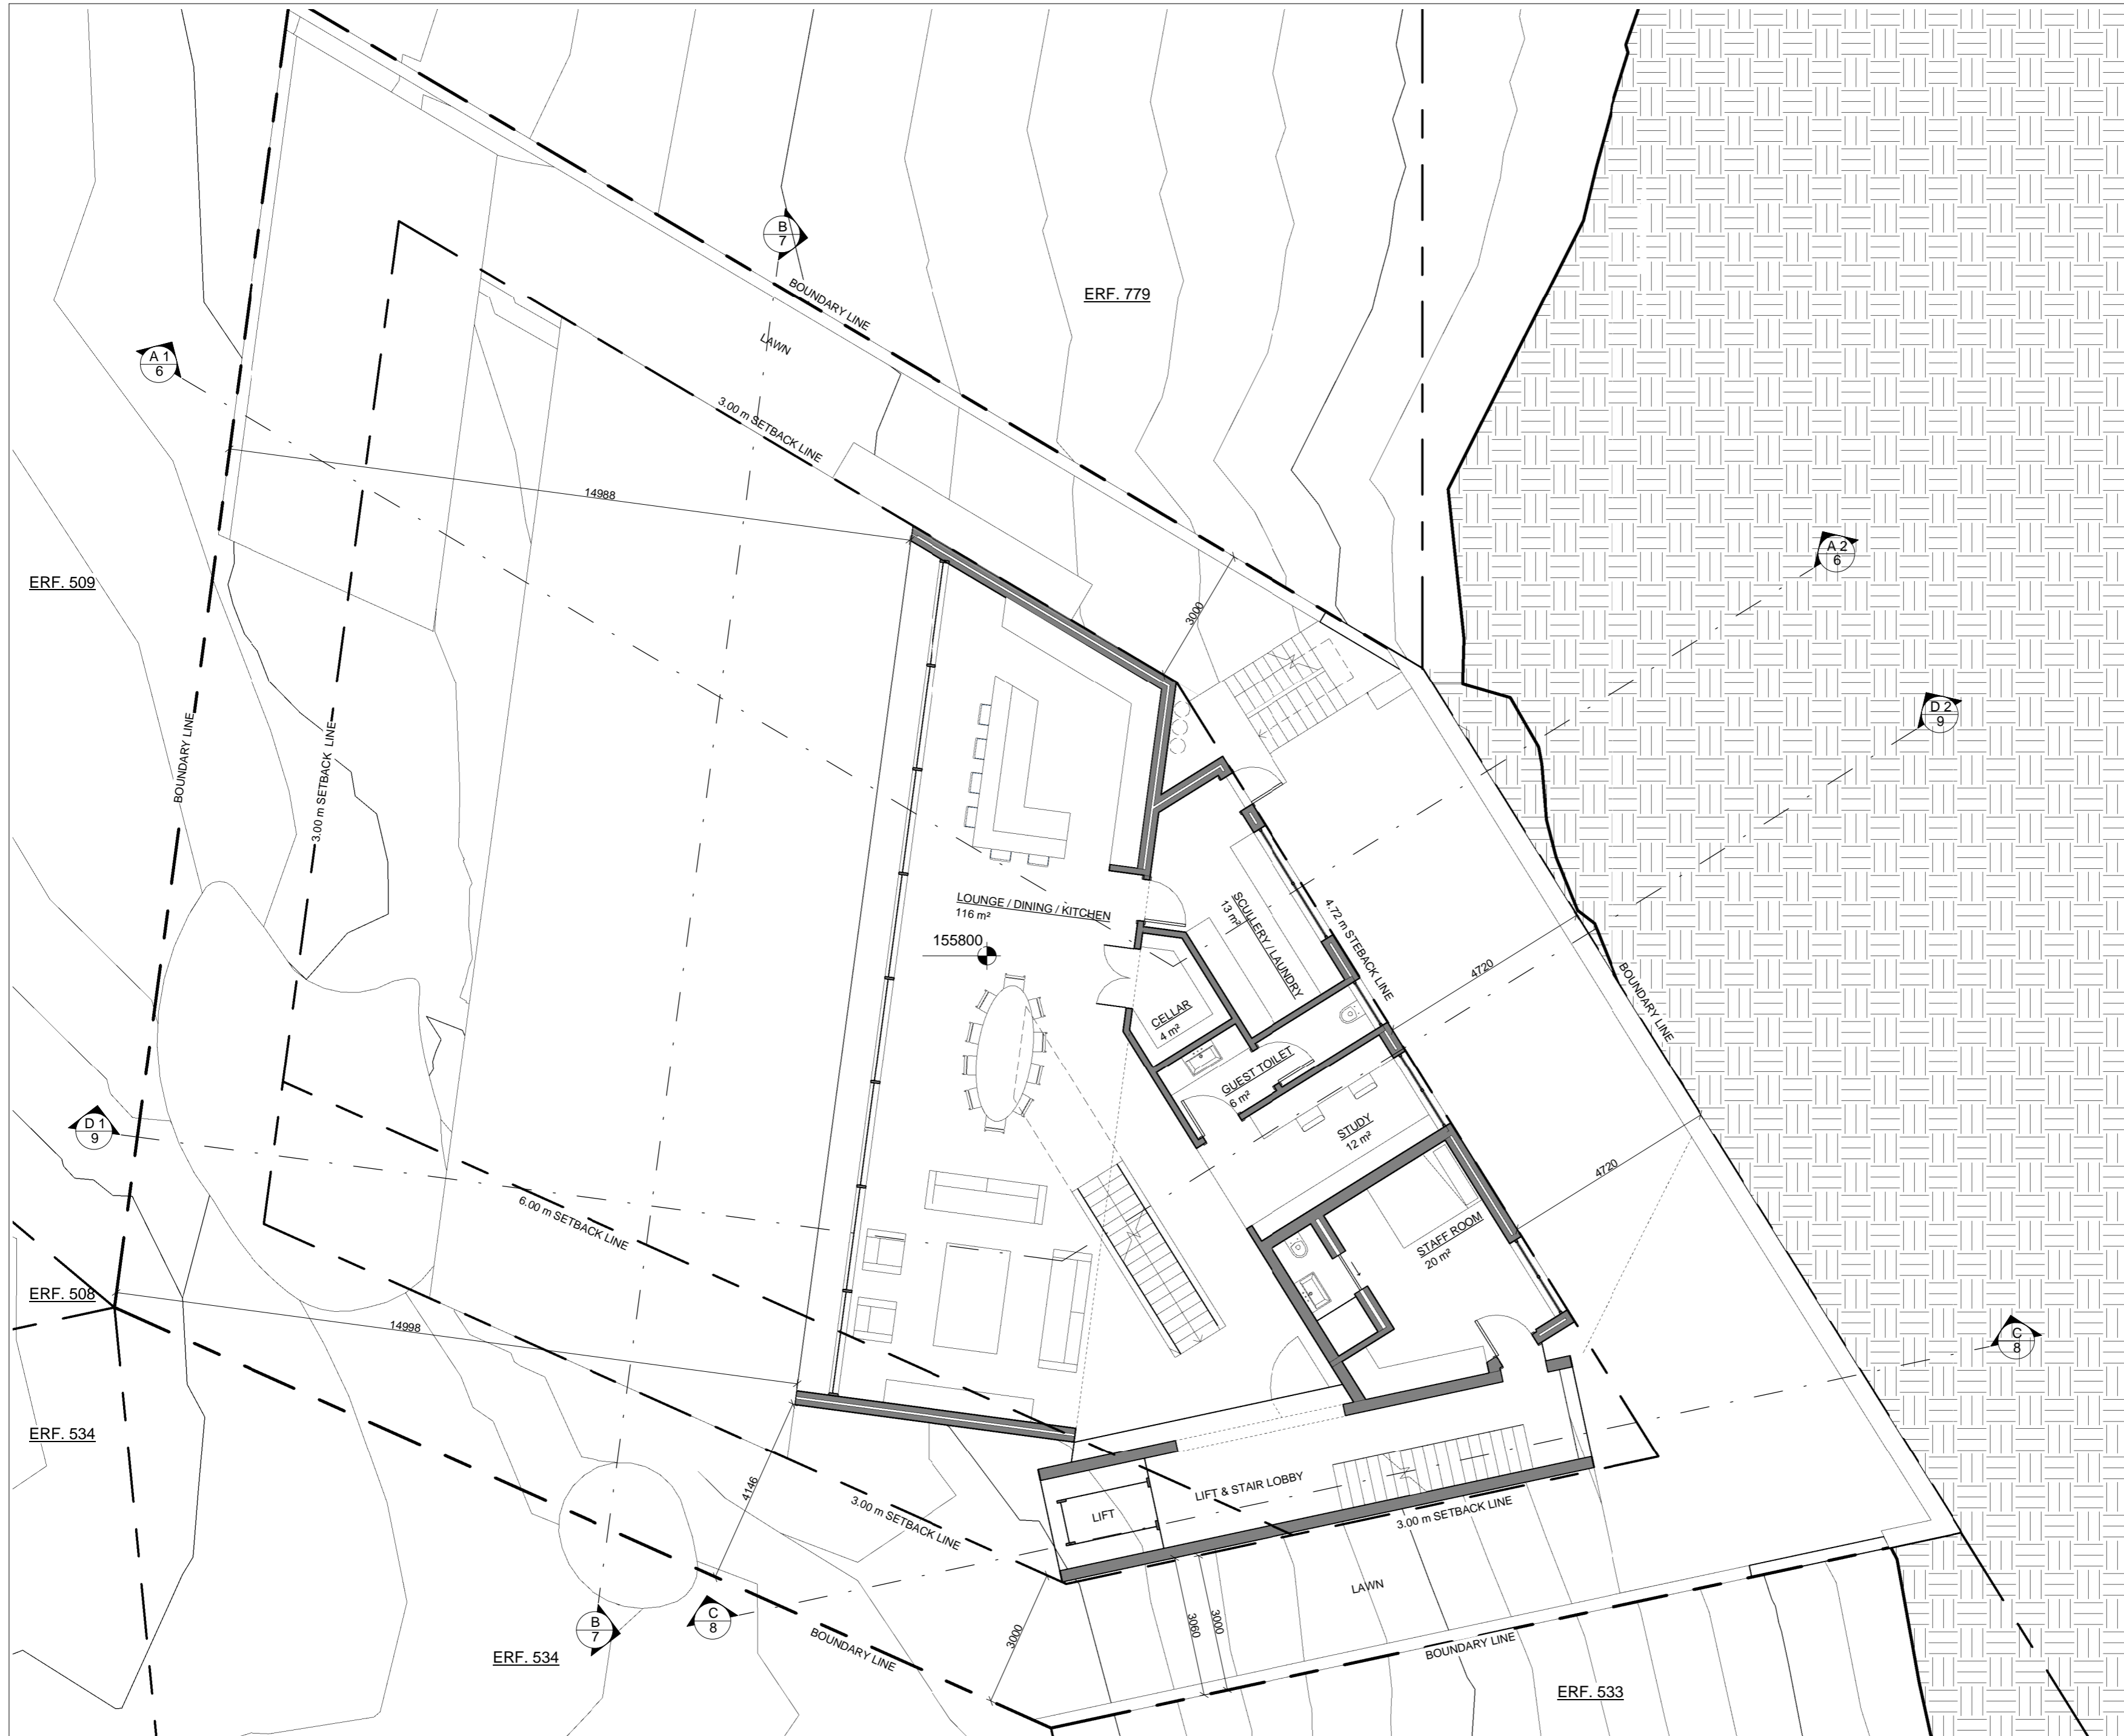 B
7
BOUNDARY LINE
ERF. 779
LAWN
A 1
6
3.00 m SETBACK LINE
14988
A 2
6
ERF. 509
3000
D 2
9
BOUNDARY LINE
3.00 m SETBACK LINE
LOUNGE / DINING / KITCHEN
116 m²
SCULLERY / LAUNDRY
13 m²
4.72 m STEBACK LINE
155800
4720
BOUNDARY LINE
CELLAR
4 m²
GUEST TOILET
6 m²
D 1
9
STUDY
12 m²
4720
6.00 m SETBACK LINE
STAFF ROOM
20 m²
ERF. 508
14998
C
8
ERF. 534
4146
3.00 m SETBACK LINE
LIFT & STAIR LOBBY
LIFT
3.00 m SETBACK LINE
LAWN
C
8
B
7
3000
3060
3000
BOUNDARY LINE
BOUNDARY LINE
ERF. 534
ERF. 533